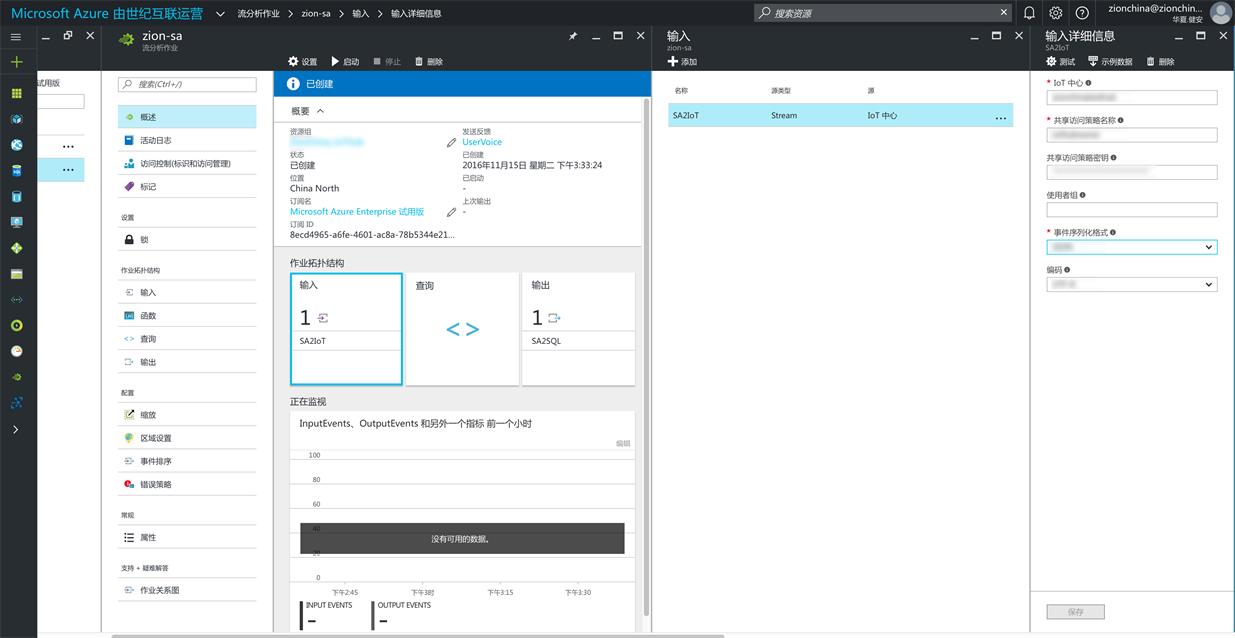 Microsoft Azure 由世纪互联运营
流分析作业 > zion-sa > 输入 > 输入详细信息
搜索资源
zionchina@zionchin...
华夏.健安
试用版
zion-sa
流分析作业
设置 启动 停止 删除
搜索(Ctrl+/)
概述
活动日志
访问控制(标识和访问管理)
标记
设置
锁
作业拓扑结构
输入
函数
查询
输出
配置
缩放
区域设置
事件排序
错误策略
常规
属性
支持 + 疑难解答
作业关系图
已创建
概要
资源组
发送反馈
UserVoice
状态
已创建
已创建
2016年11月15日 星期二 下午3:33:24
位置
China North
已启动
-
订阅名
Microsoft Azure Enterprise 试用版
上次输出
-
订阅 ID
8ecd4965-a6fe-4601-ac8a-78b5344e21...
作业拓扑结构
输入
1
SA2IoT
查询
< >
输出
1
SA2SQL
正在监视
InputEvents、OutputEvents 和另外一个指标 前一个小时
编辑
100
80
60
40
没有可用的数据。
20
0
下午2:45 下午3时 下午3:15 下午3:30
INPUT EVENTS
--
OUTPUT EVENTS
--
输入
zion-sa
添加
名称 源类型 源
SA2IoT Stream IoT 中心 ...
输入详细信息
SA2IoT
测试 示例数据 删除
* IoT 中心
* 共享访问策略名称
共享访问策略密钥
使用者组
* 事件序列化格式
编码
保存